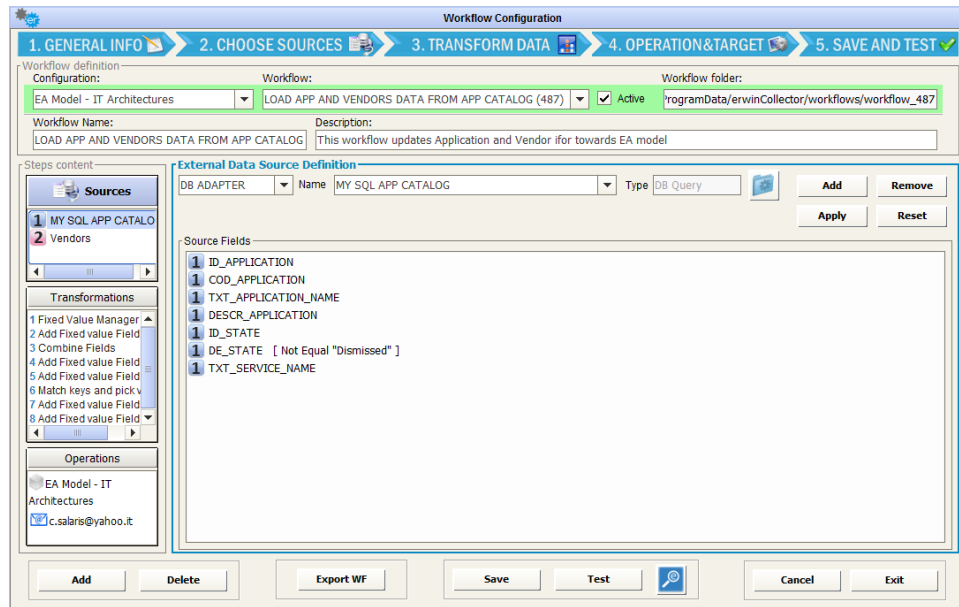 er
Workflow Configuration
1. GENERAL INFO 2. CHOOSE SOURCES 3. TRANSFORM DATA 4. OPERATION&TARGET 5. SAVE AND TEST
Workflow definition
Configuration: Workflow: Workflow folder:
EA Model - IT Architectures LOAD APP AND VENDORS DATA FROM APP CATALOG (487) Active ProgramData/erwinCollector/workflows/workflow_487
Workflow Name: Description:
LOAD APP AND VENDORS DATA FROM APP CATALOG This workflow updates Application and Vendor ifor towards EA model
Steps content
Sources
1 MY SQL APP CATALO
2 Vendors
Transformations
1 Fixed Value Manager
2 Add Fixed value Field
3 Combine Fields
4 Add Fixed value Field
5 Add Fixed value Field
6 Match keys and pick v
7 Add Fixed value Field
8 Add Fixed value Field
Operations
EA Model - IT
Architectures
c.salaris@yahoo.it
External Data Source Definition
DB ADAPTER Name MY SQL APP CATALOG Type DB Query Add Remove
Apply Reset
Source Fields
1 ID_APPLICATION
1 COD_APPLICATION
1 TXT_APPLICATION_NAME
1 DESCR_APPLICATION
1 ID_STATE
1 DE_STATE [ Not Equal "Dismissed" ]
1 TXT_SERVICE_NAME
Add Delete Export WF Save Test Cancel Exit